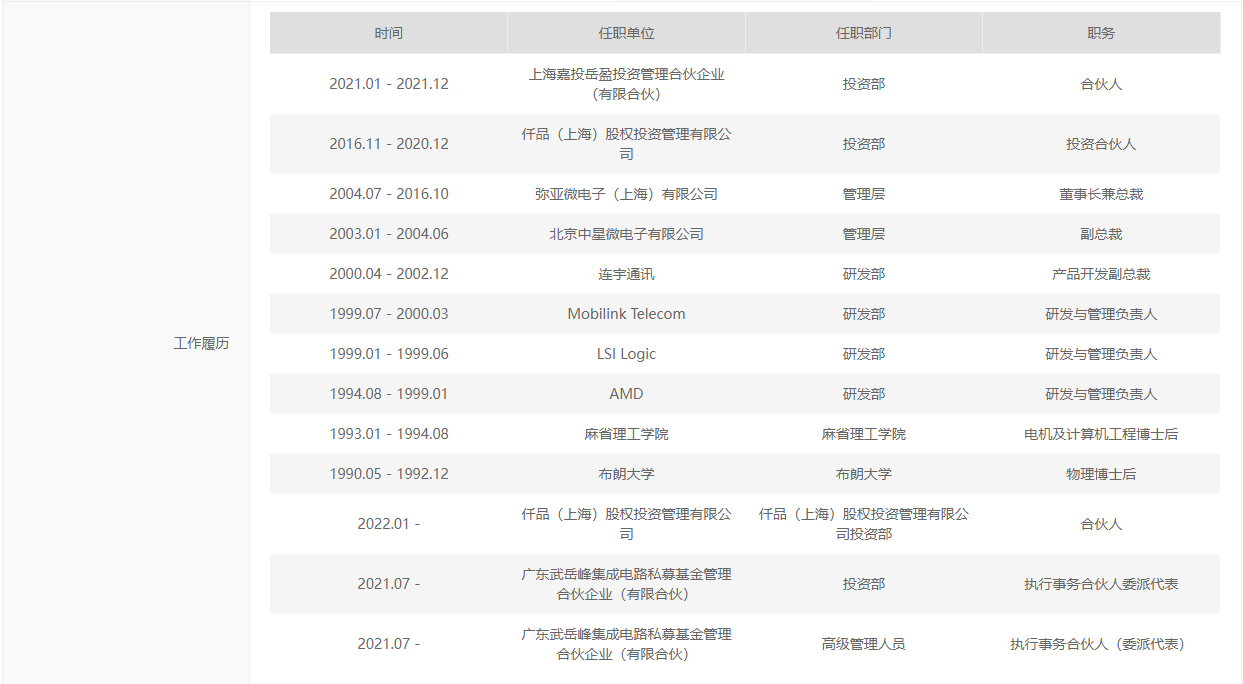 时间 任职单位 任职部门 职务
上海嘉投岳盈投资管理合伙企业
2021.01 - 2021.12 投资部 合伙人
（有限合伙）
仟品（上海）股权投资管理有限公
2016.11 - 2020.12 投资部 投资合伙人
司
2004.07 - 2016.10 弥亚微电子（上海）有限公司 管理层 董事长兼总裁
2003.01 - 2004.06 北京中星微电子有限公司 管理层 副总裁
2000.04 - 2002.12 连宇通讯 研发部 产品开发副总裁
1999.07 - 2000.03 Mobilink Telecom 研发部 研发与管理负责人
工作履历
1999.01 - 1999.06 LSI Logic 研发部 研发与管理负责人
1994.08 - 1999.01 AMD 研发部 研发与管理负责人
1993.01 - 1994.08 麻省理工学院 麻省理工学院 电机及计算机工程博士后
1990.05 - 1992.12 布朗大学 布朗大学 物理博士后
仟品（上海）股权投资管理有限公 仟品（上海）股权投资管理有限公
2022.01 - 合伙人
司 司投资部
广东武岳峰集成电路私募基金管理
2021.07 - 投资部 执行事务合伙人委派代表
合伙企业（有限合伙）
广东武岳峰集成电路私募基金管理
2021.07 - 高级管理人员 执行事务合伙人（委派代表）
合伙企业（有限合伙）